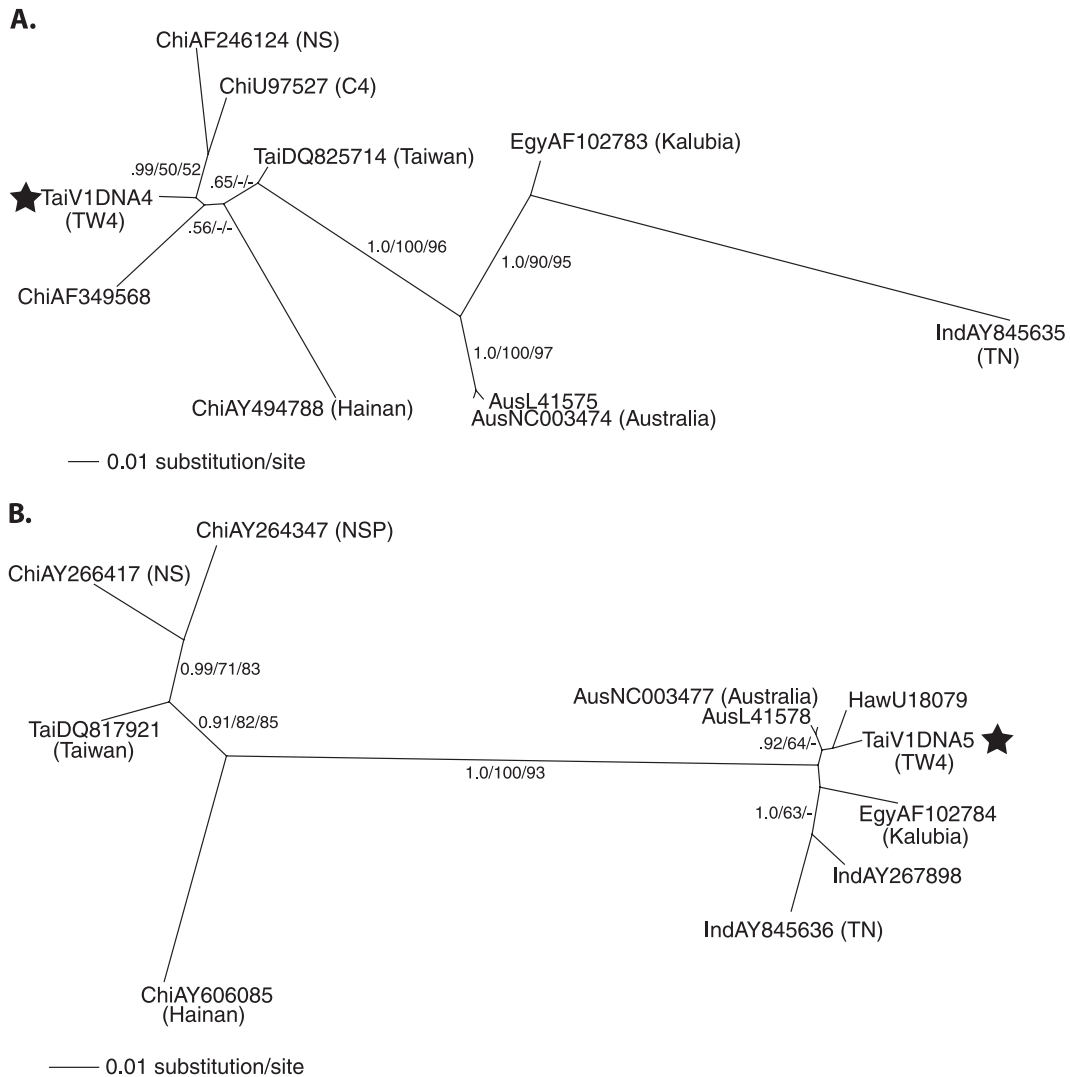 A.
ChiAF246124 (NS)
ChiU97527 (C4)
TaiDQ825714 (Taiwan)
EgyAF102783 (Kalubia)
.99/50/52
.65/-/-
TaiV1DNA4
(TW4)
.56/-/-
1.0/100/96
1.0/90/95
ChiAF349568
IndAY845635
(TN)
1.0/100/97
ChiAY494788 (Hainan)
AusL41575
AusNC003474 (Australia)
0.01 substitution/site
B.
ChiAY264347 (NSP)
ChiAY266417 (NS)
0.99/71/83
TaiDQ817921
(Taiwan)
0.91/82/85
AusNC003477 (Australia)
HawU18079
AusL41578
.92/64/-
TaiV1DNA5
(TW4)
1.0/100/93
1.0/63/-
EgyAF102784
(Kalubia)
IndAY267898
IndAY845636 (TN)
ChiAY606085
(Hainan)
0.01 substitution/site